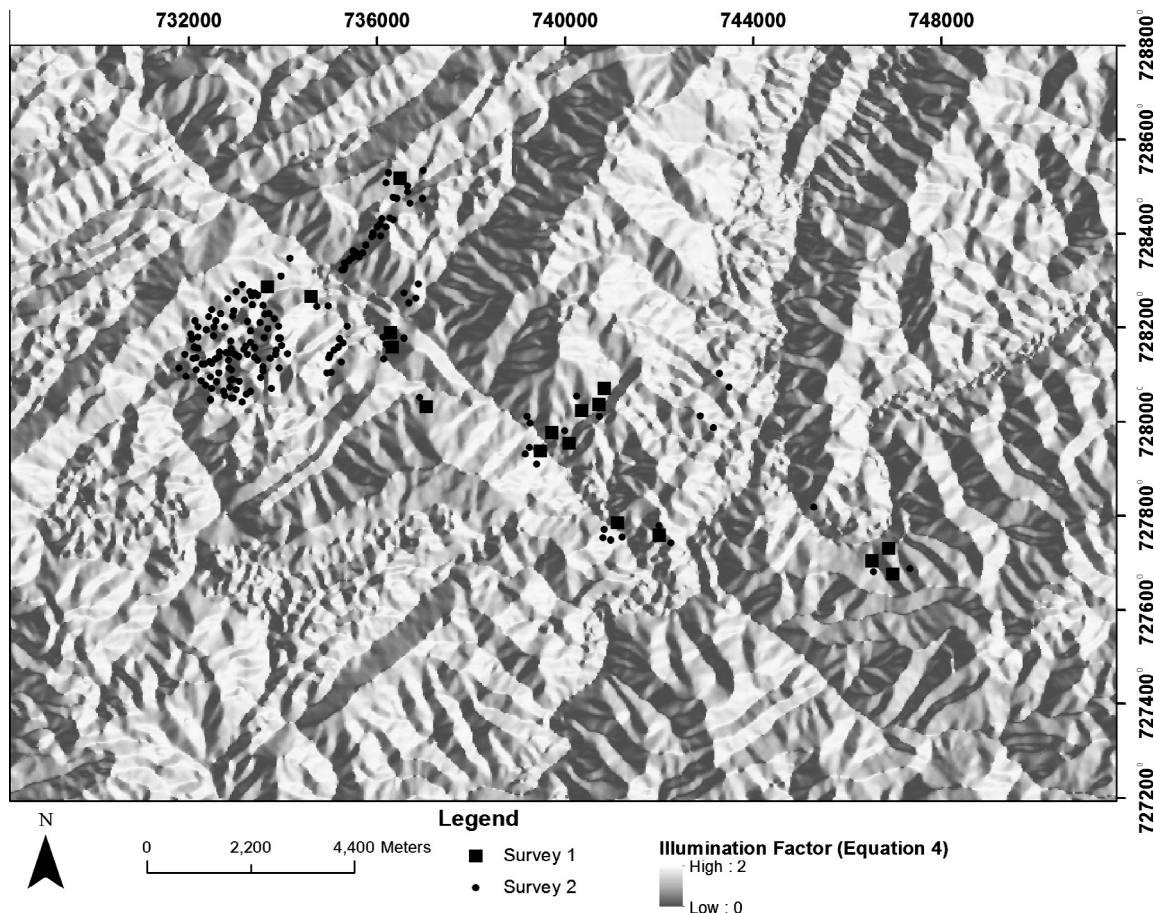 732000 736000 740000 744000 748000
7288000
7286000
7284000
7282000
7280000
7278000
7276000
7274000
7272000
N
0 2,200 4,400 Meters
Legend
Survey 1
Survey 2
Illumination Factor (Equation 4)
High : 2
Low : 0